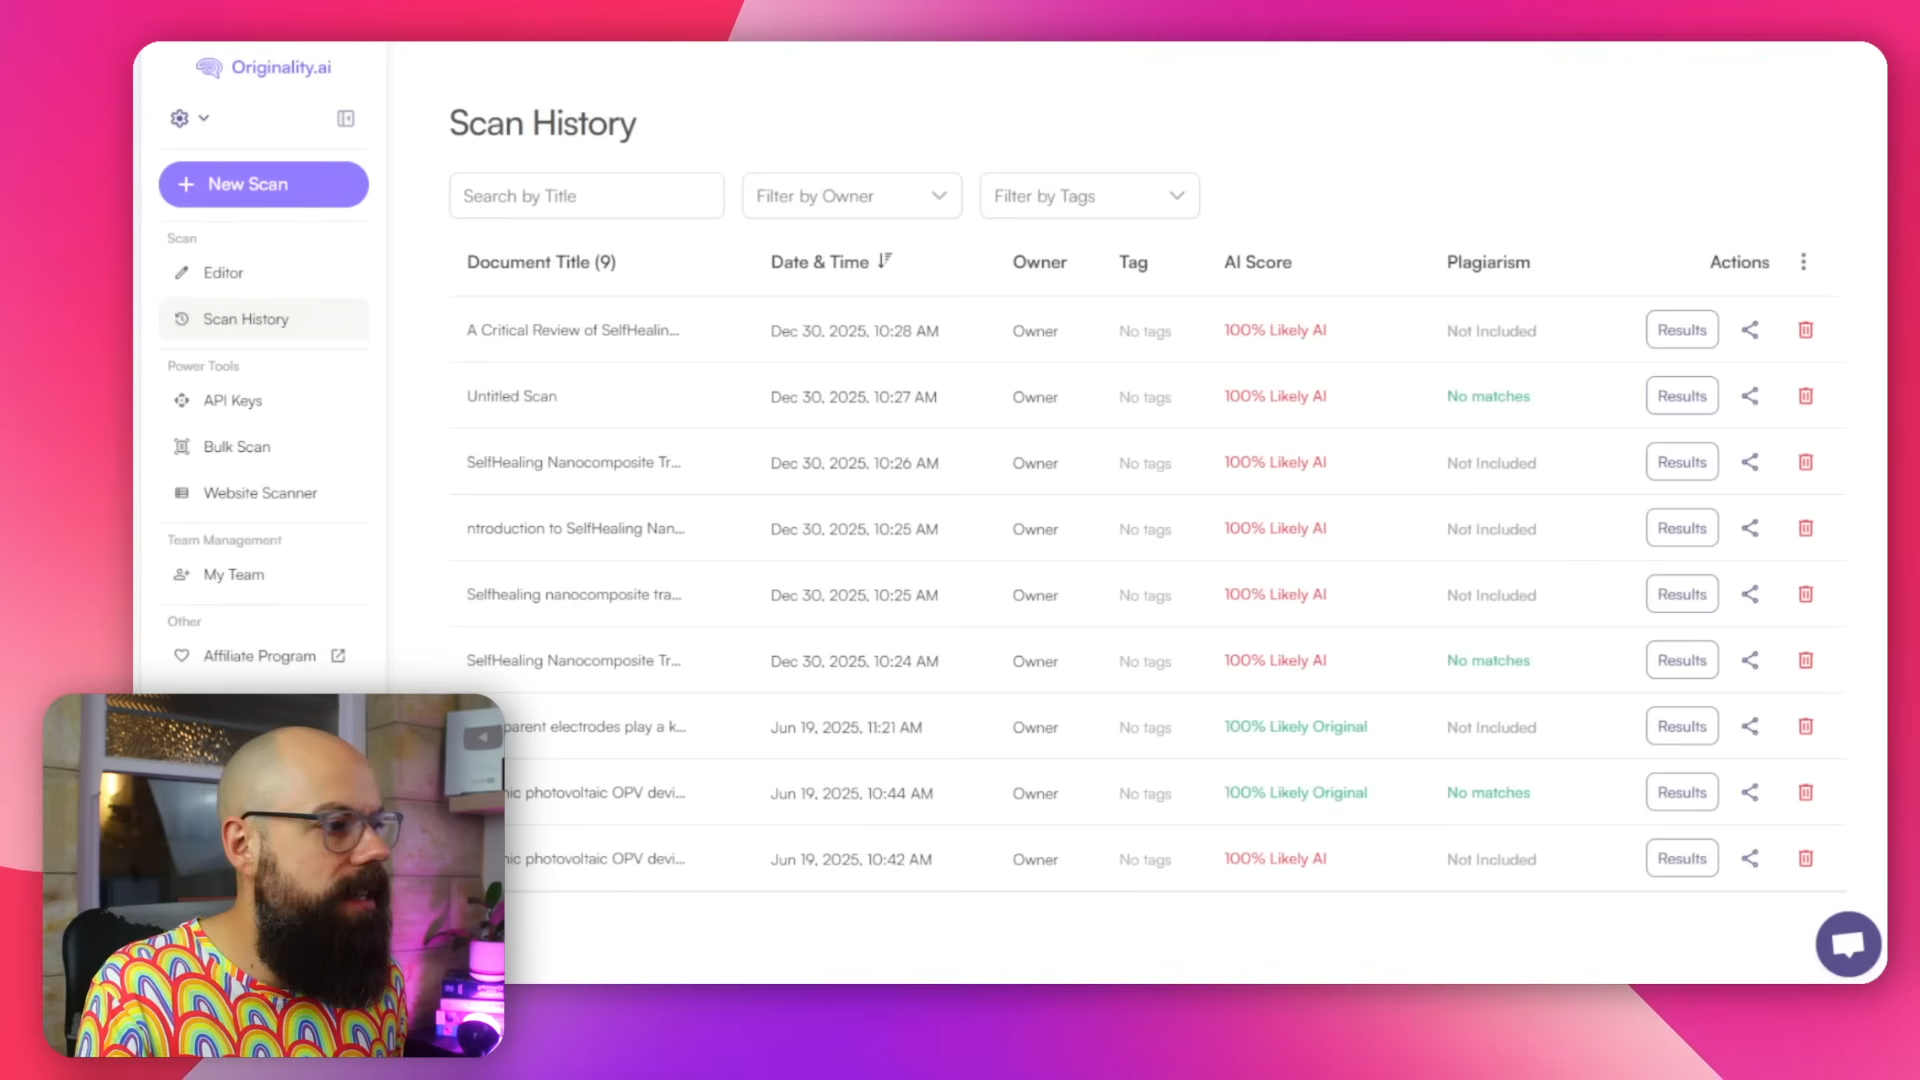 Originality.ai
New Scan
Scan
Editor
Scan History
Power Tools
API Keys
Bulk Scan
Website Scanner
Team Management
My Team
Other
Affiliate Program
Scan History
Search by Title
Filter by Owner
Filter by Tags
Document Title (9) Date & Time Owner Tag AI Score Plagiarism Actions
A Critical Review of SelfHealin... Dec 30, 2025, 10:28 AM Owner No tags 100% Likely AI Not Included Results
Untitled Scan Dec 30, 2025, 10:27 AM Owner No tags 100% Likely AI No matches Results
SelfHealing Nanocomposite Tr... Dec 30, 2025, 10:26 AM Owner No tags 100% Likely AI Not Included Results
ntroduction to SelfHealing Nan... Dec 30, 2025, 10:25 AM Owner No tags 100% Likely AI Not Included Results
Selfhealing nanocomposite tra... Dec 30, 2025, 10:25 AM Owner No tags 100% Likely AI Not Included Results
SelfHealing Nanocomposite Tr... Dec 30, 2025, 10:24 AM Owner No tags 100% Likely AI No matches Results
parent electrodes play a k... Jun 19, 2025, 11:21 AM Owner No tags 100% Likely Original Not Included Results
nic photovoltaic OPV devi... Jun 19, 2025, 10:44 AM Owner No tags 100% Likely Original No matches Results
nic photovoltaic OPV devi... Jun 19, 2025, 10:42 AM Owner No tags 100% Likely AI Not Included Results